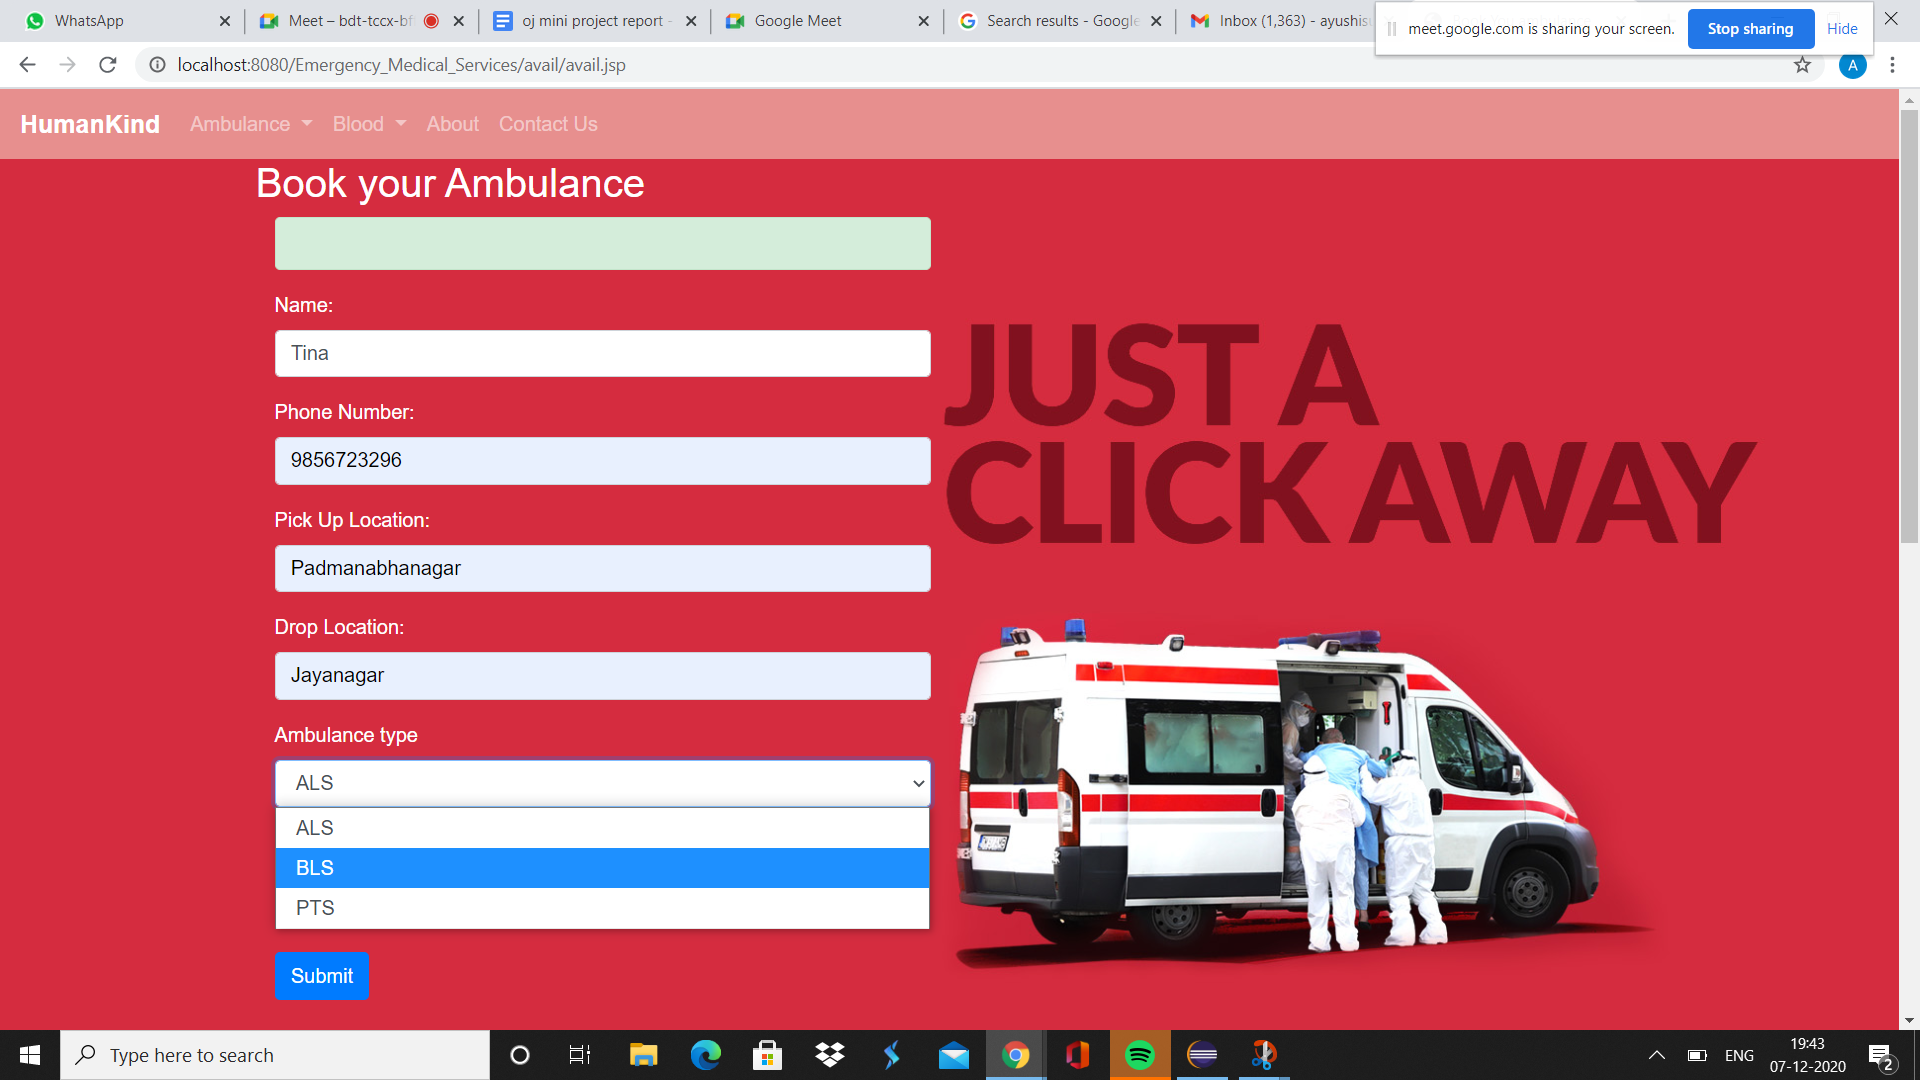 WhatsApp
Meet – bdt-tccx-bf
oj mini project report -
Google Meet
Search results - Google
Inbox (1,363) - ayushis
meet.google.com is sharing your screen.
Stop sharing
Hide
localhost:8080/Emergency_Medical_Services/avail/avail.jsp
A
HumanKind
Ambulance
Blood
About
Contact Us
Book your Ambulance
Name:
Tina
Phone Number:
9856723296
Pick Up Location:
Padmanabhanagar
Drop Location:
Jayanagar
Ambulance type
ALS
ALS
BLS
PTS
Submit
JUST A
CLICK AWAY
Type here to search
ENG
19:43
07-12-2020
2